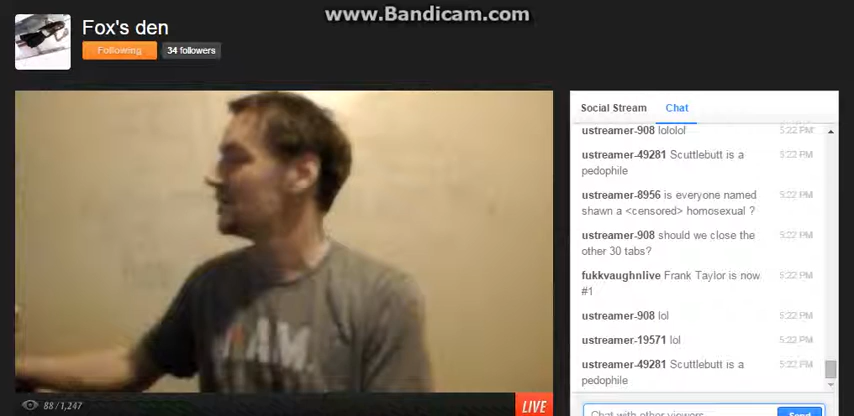 www.Bandicam.com
Fox's den
Following 34 followers
Social Stream Chat
ustreamer-908 lololol 5:22 PM
ustreamer-49281 Scuttlebutt is a 5:22 PM
pedophile
ustreamer-8956 is everyone named 5:22 PM
shawn a <censored> homosexual ?
ustreamer-908 should we close the 5:22 PM
other 30 tabs?
fukkvaughnlive Frank Taylor is now 5:22 PM
#1
ustreamer-908 lol 5:22 PM
ustreamer-19571 lol 5:22 PM
ustreamer-49281 Scuttlebutt is a 5:22 PM
pedophile
AM.
88 / 1,247 LIVE
Chat with other viewers Send